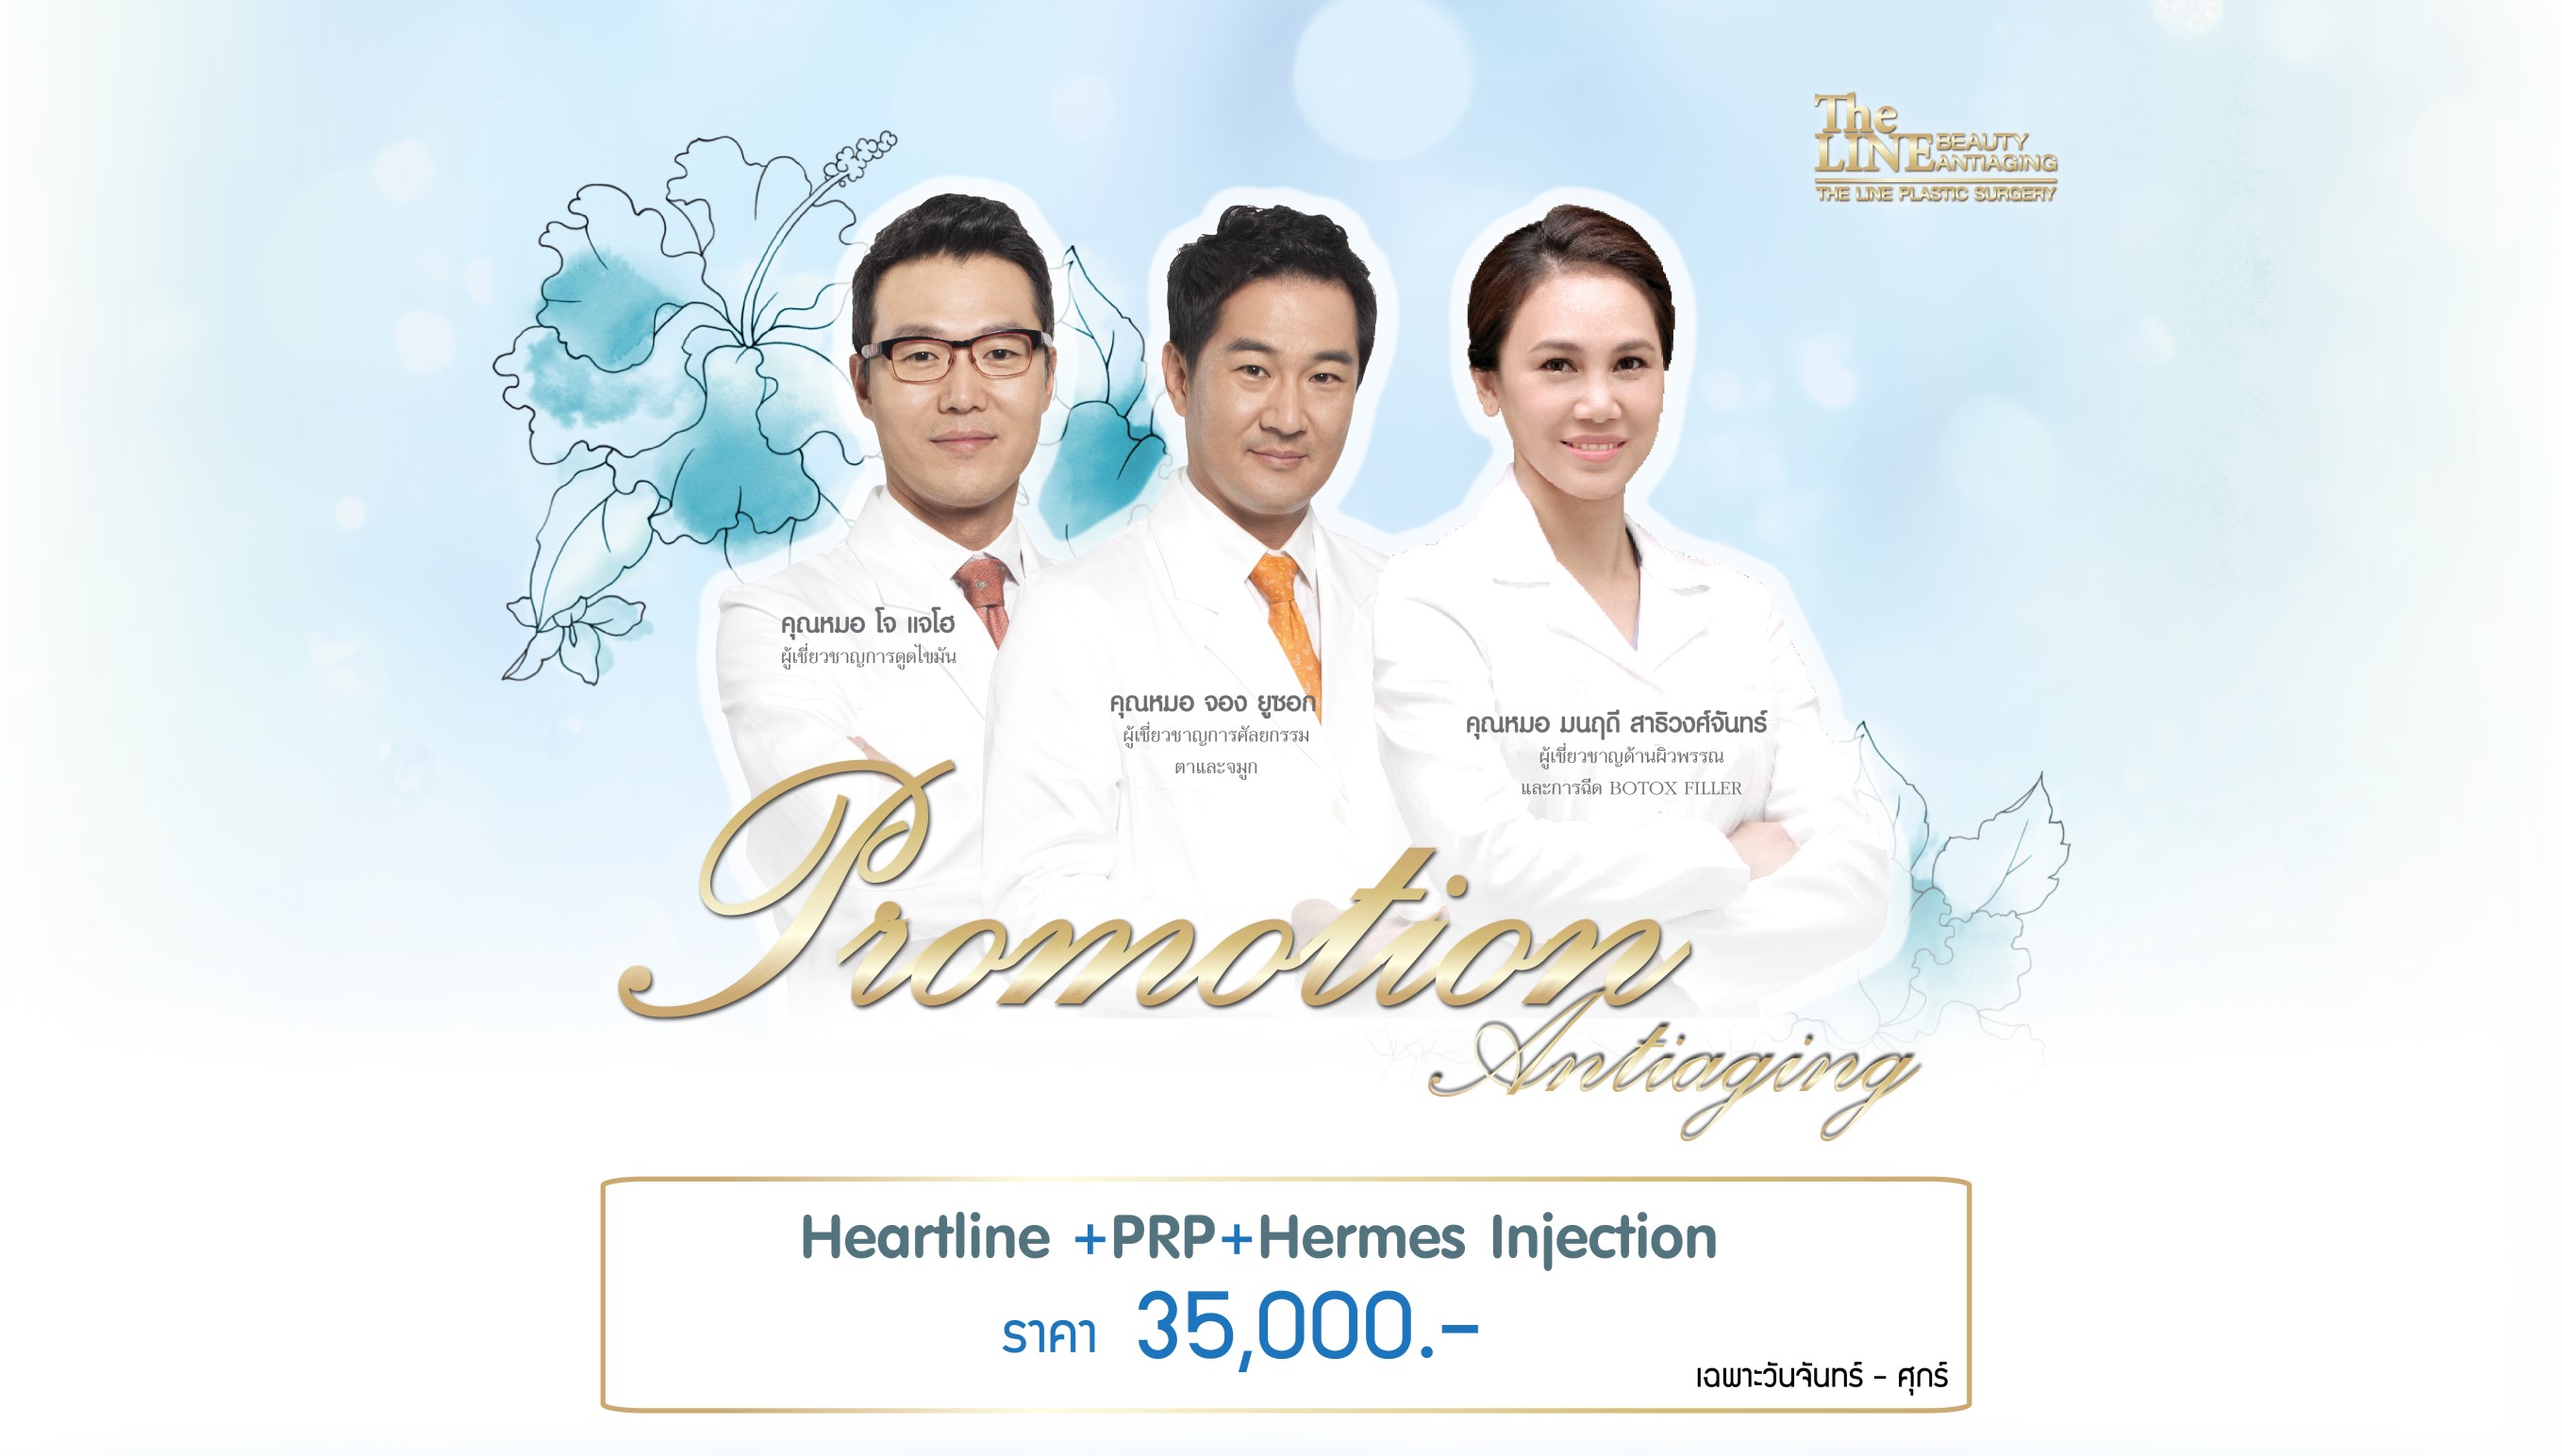 The
LINE BEAUTY
ANTIAGING
THE LINE PLASTIC SURGERY
คุณหมอ โจ แจโฮ
ผู้เชี่ยวชาญการดูดไขมัน
คุณหมอ จอง ยูซอก
ผู้เชี่ยวชาญการศัลยกรรม
ตาและจมูก
คุณหมอ มนฤดี สาธิวงศ์จันทร์
ผู้เชี่ยวชาญด้านผิวพรรณ
และการฉีด BOTOX FILLER
Promotion
Antiaging
Heartline +PRP+Hermes Injection
ราคา 35,000.-
เฉพาะวันจันทร์ - ศุกร์